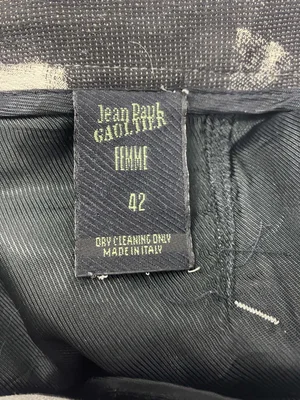 Jean Paul
GAULTIER
FEMME
42
DRY CLEANING ONLY
MADE IN ITALY